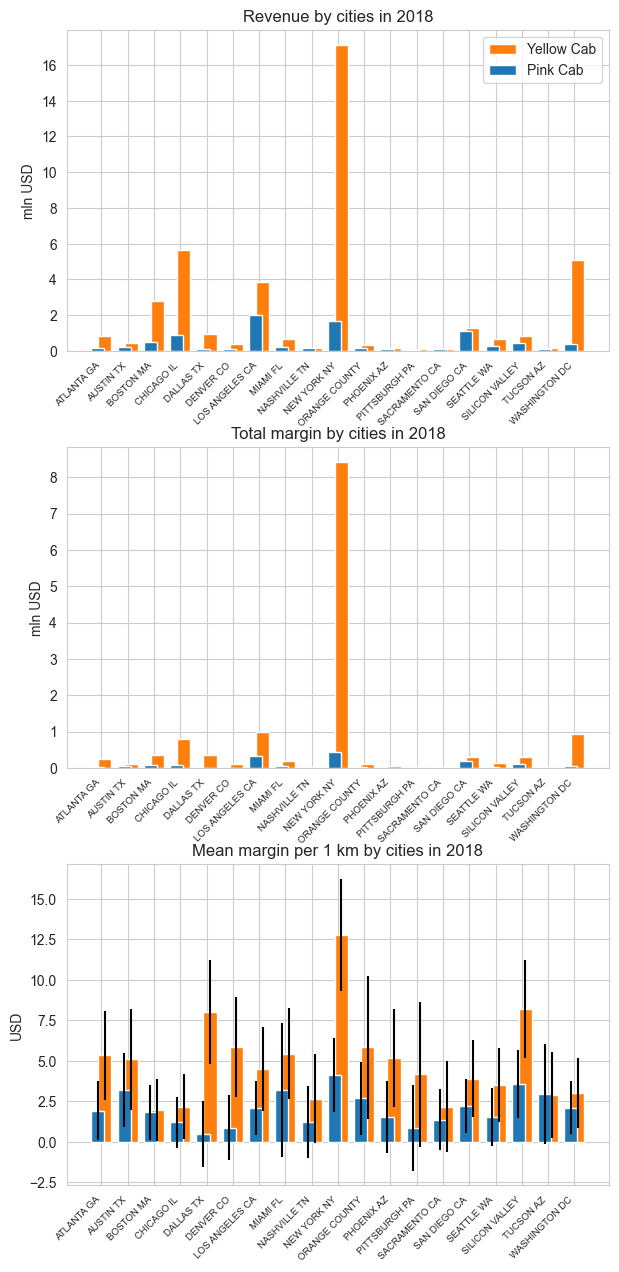 Revenue by cities in 2018
Yellow Cab
Pink Cab
mln USD
16
14
12
10
8
6
4
2
0
ATLANTA GA
AUSTIN TX
BOSTON MA
CHICAGO IL
DALLAS TX
DENVER CO
LOS ANGELES CA
MIAMI FL
NASHVILLE TN
NEW YORK NY
ORANGE COUNTY
PHOENIX AZ
PITTSBURGH PA
SACRAMENTO CA
SAN DIEGO CA
SEATTLE WA
SILICON VALLEY
TUCSON AZ
WASHINGTON DC
Total margin by cities in 2018
mln USD
8
7
6
5
4
3
2
1
0
ATLANTA GA
AUSTIN TX
BOSTON MA
CHICAGO IL
DALLAS TX
DENVER CO
LOS ANGELES CA
MIAMI FL
NASHVILLE TN
NEW YORK NY
ORANGE COUNTY
PHOENIX AZ
PITTSBURGH PA
SACRAMENTO CA
SAN DIEGO CA
SEATTLE WA
SILICON VALLEY
TUCSON AZ
WASHINGTON DC
Mean margin per 1 km by cities in 2018
USD
15.0
12.5
10.0
7.5
5.0
2.5
0.0
−2.5
ATLANTA GA
AUSTIN TX
BOSTON MA
CHICAGO IL
DALLAS TX
DENVER CO
LOS ANGELES CA
MIAMI FL
NASHVILLE TN
NEW YORK NY
ORANGE COUNTY
PHOENIX AZ
PITTSBURGH PA
SACRAMENTO CA
SAN DIEGO CA
SEATTLE WA
SILICON VALLEY
TUCSON AZ
WASHINGTON DC